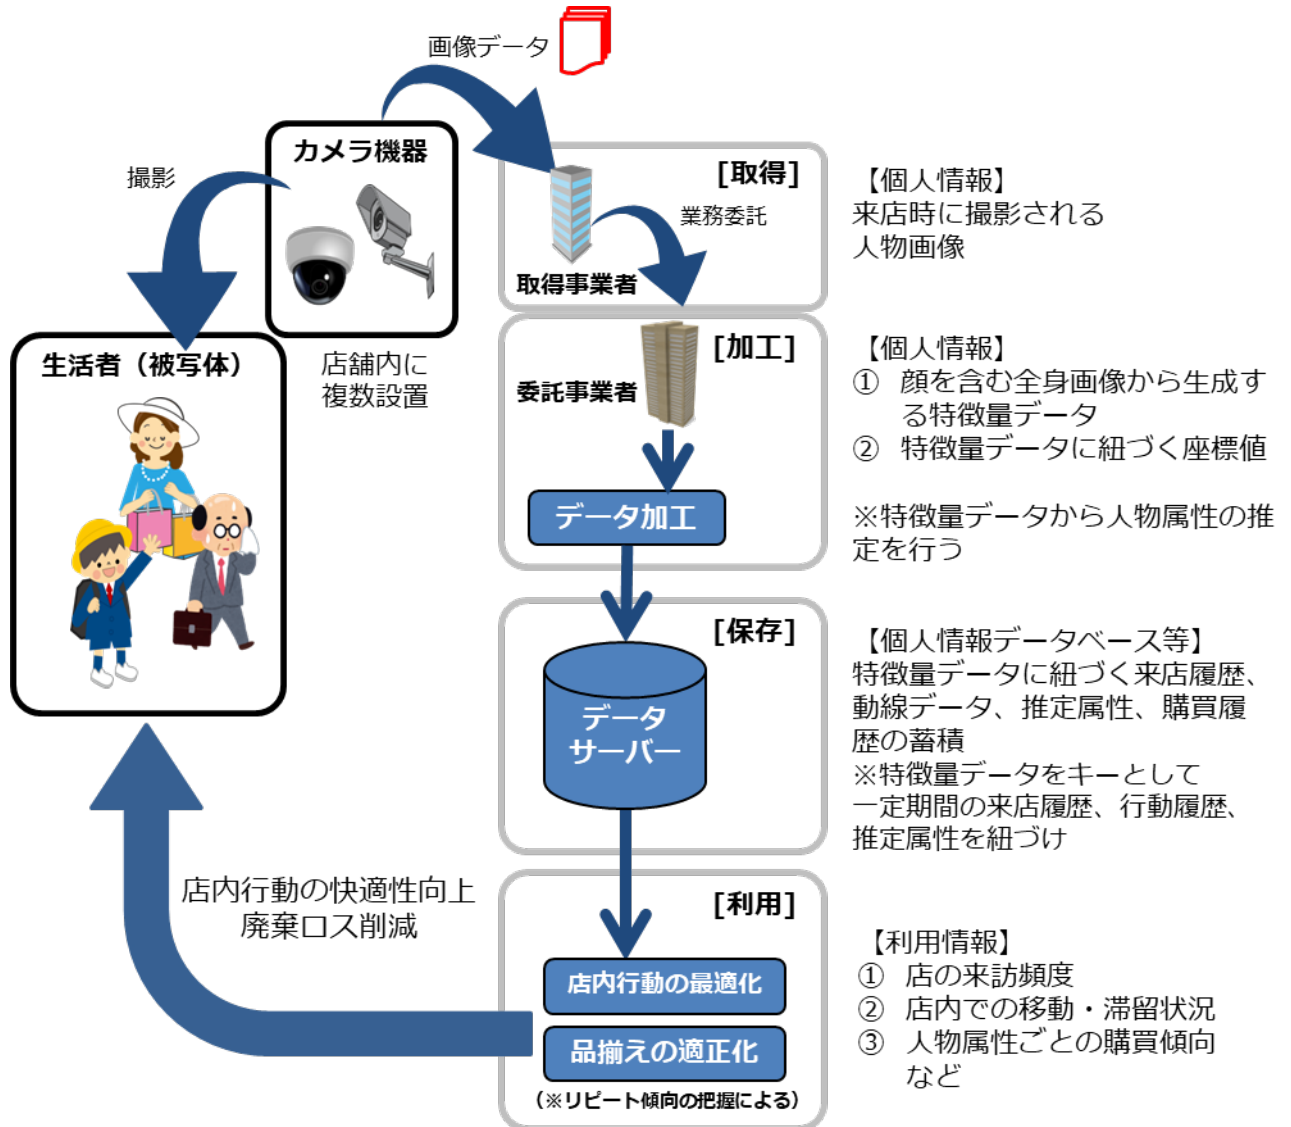 画像データ
カメラ機器
撮影
[取得]
業務委託
取得事業者
【個人情報】
来店時に撮影される
人物画像
生活者（被写体）
店舗内に
複数設置
[加工]
委託事業者
データ加工
【個人情報】
① 顔を含む全身画像から生成す
る特徴量データ
② 特徴量データに紐づく座標値
※特徴量データから人物属性の推
定を行う
[保存]
データ
サーバー
【個人情報データベース等】
特徴量データに紐づく来店履歴、
動線データ、推定属性、購買履
歴の蓄積
※特徴量データをキーとして
一定期間の来店履歴、行動履歴、
推定属性を紐づけ
店内行動の快適性向上
廃棄ロス削減
[利用]
店内行動の最適化
品揃えの適正化
（※リピート傾向の把握による）
【利用情報】
① 店の来訪頻度
② 店内での移動・滞留状況
③ 人物属性ごとの購買傾向
など